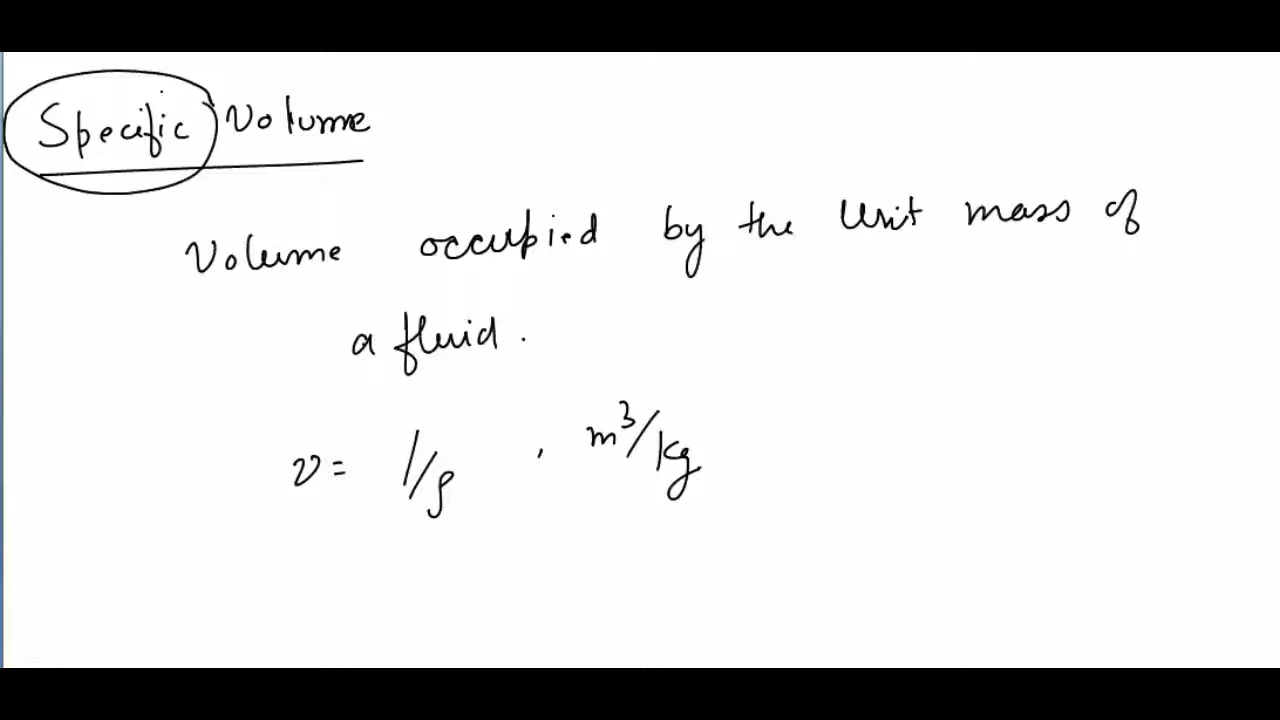 Specific Volume
Volume occupied by the unit mass of
a fluid.
v = 1/ρ , m³/kg